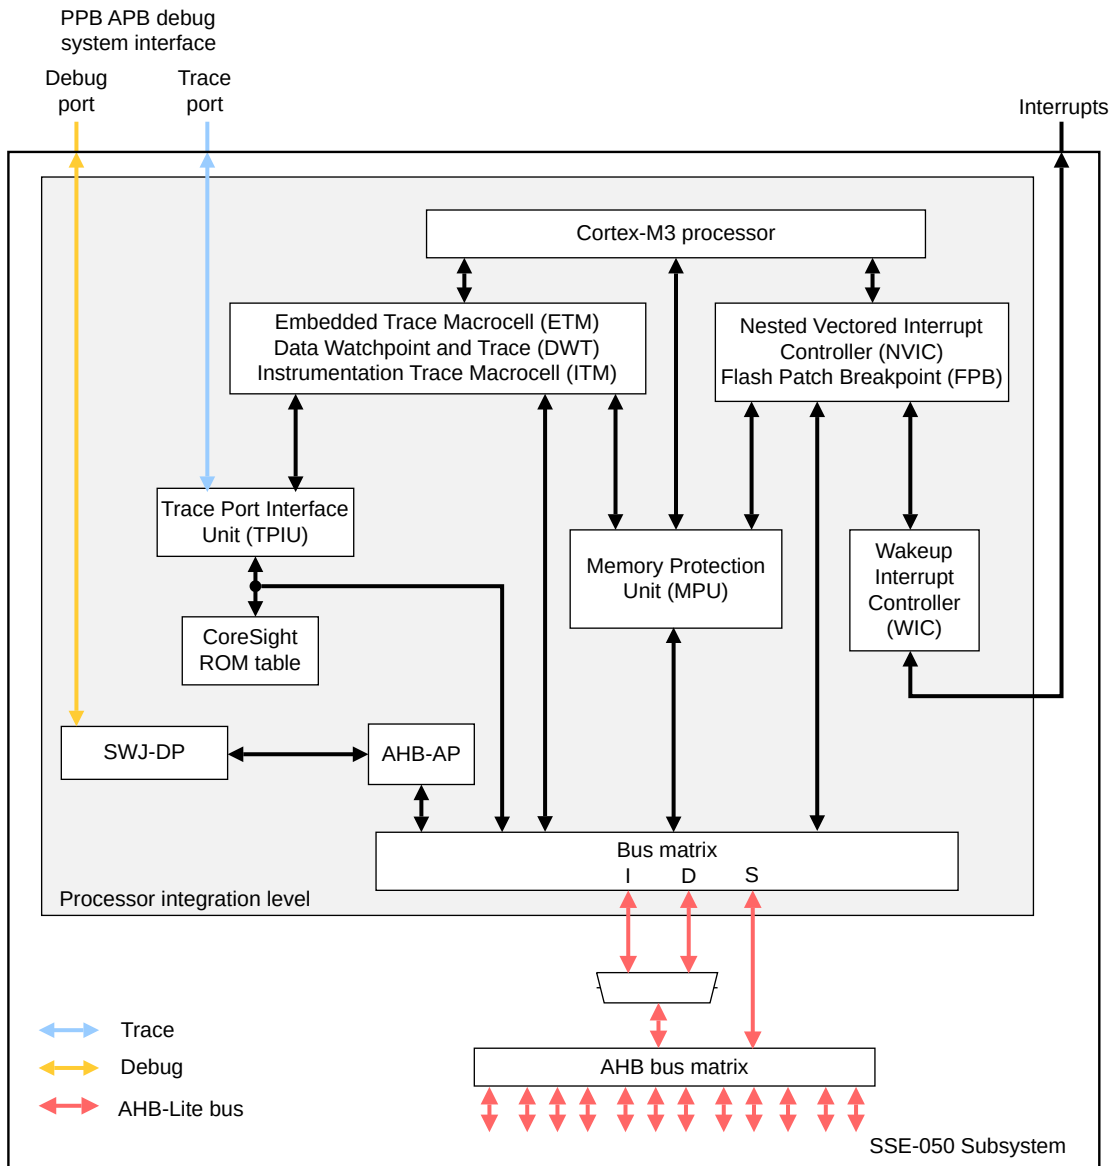 PPB APB debug
system interface
Debug
port
Trace
port
Interrupts
Cortex-M3 processor
Embedded Trace Macrocell (ETM)
Data Watchpoint and Trace (DWT)
Instrumentation Trace Macrocell (ITM)
Nested Vectored Interrupt
Controller (NVIC)
Flash Patch Breakpoint (FPB)
Trace Port Interface
Unit (TPIU)
Memory Protection
Unit (MPU)
Wakeup
Interrupt
Controller
(WIC)
CoreSight
ROM table
SWJ-DP
AHB-AP
Bus matrix
I D S
Processor integration level
Trace
Debug
AHB-Lite bus
AHB bus matrix
SSE-050 Subsystem